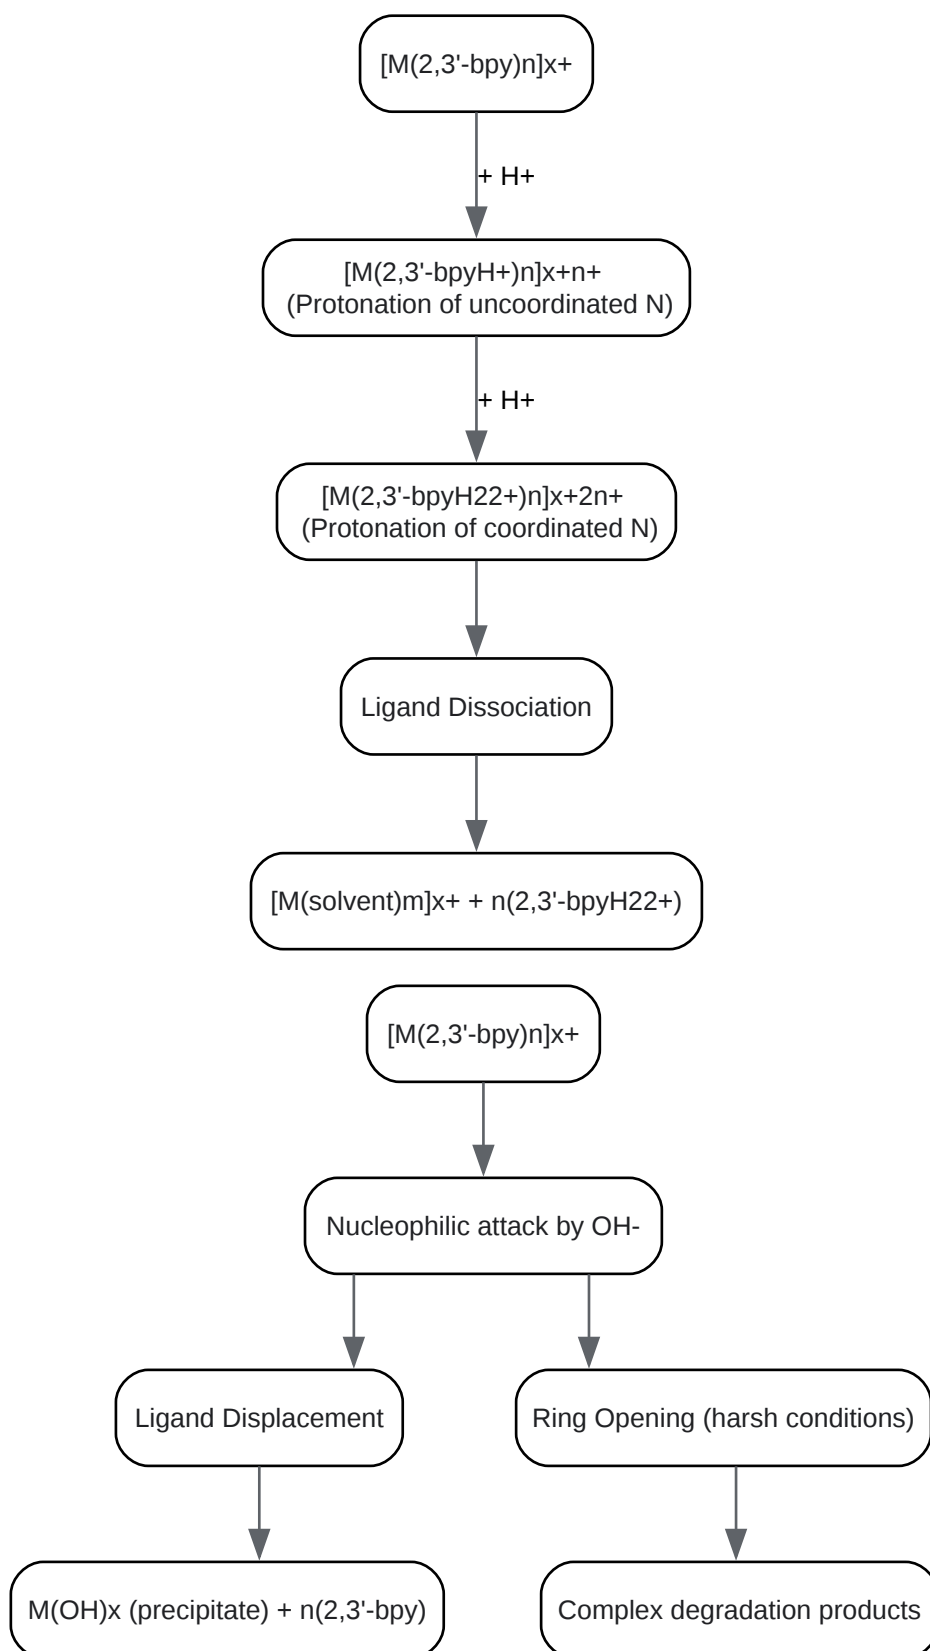 [M(2,3'-bpy)n]x+
+ H+
[M(2,3'-bpyH+)n]x+n+
(Protonation of uncoordinated N)
+ H+
[M(2,3'-bpyH22+)n]x+2n+
(Protonation of coordinated N)
Ligand Dissociation
[M(solvent)m]x+ + n(2,3'-bpyH22+)
[M(2,3'-bpy)n]x+
Nucleophilic attack by OH-
Ligand Displacement
Ring Opening (harsh conditions)
M(OH)x (precipitate) + n(2,3'-bpy)
Complex degradation products